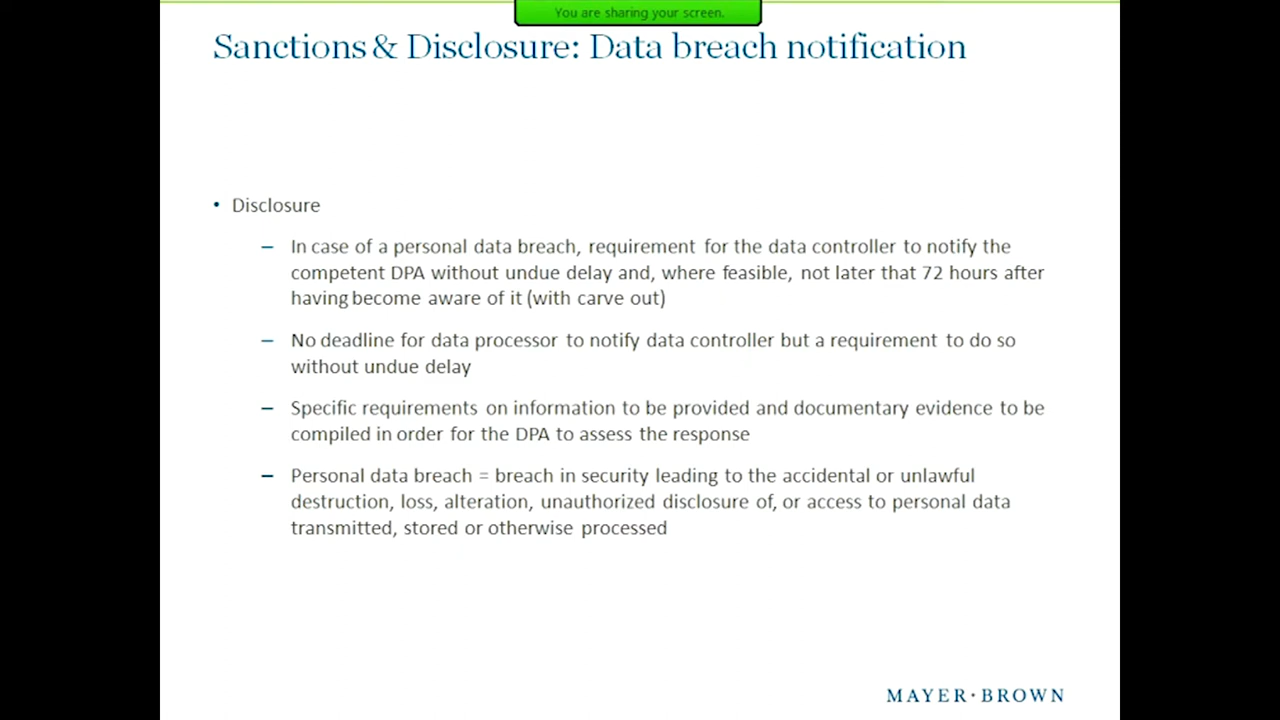 You are sharing your screen.
Sanctions & Disclosure: Data breach notification
• Disclosure
– In case of a personal data breach, requirement for the data controller to notify the
competent DPA without undue delay and, where feasible, not later that 72 hours after
having become aware of it (with carve out)
– No deadline for data processor to notify data controller but a requirement to do so
without undue delay
– Specific requirements on information to be provided and documentary evidence to be
compiled in order for the DPA to assess the response
– Personal data breach = breach in security leading to the accidental or unlawful
destruction, loss, alteration, unauthorized disclosure of, or access to personal data
transmitted, stored or otherwise processed
MAYER·BROWN